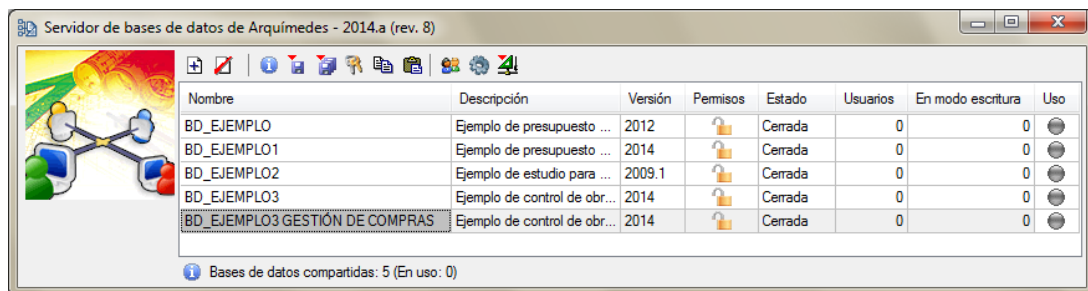 Servidor de bases de datos de Arquímedes - 2014.a (rev. 8)
Nombre Descripción Versión Permisos Estado Usuarios En modo escritura Uso
BD_EJEMPLO Ejemplo de presupuesto ... 2012 Cerrada 0 0
BD_EJEMPLO1 Ejemplo de presupuesto ... 2014 Cerrada 0 0
BD_EJEMPLO2 Ejemplo de estudio para ... 2009.1 Cerrada 0 0
BD_EJEMPLO3 Ejemplo de control de obr... 2014 Cerrada 0 0
BD_EJEMPLO3 GESTIÓN DE COMPRAS Ejemplo de control de obr... 2014 Cerrada 0 0
Bases de datos compartidas: 5 (En uso: 0)